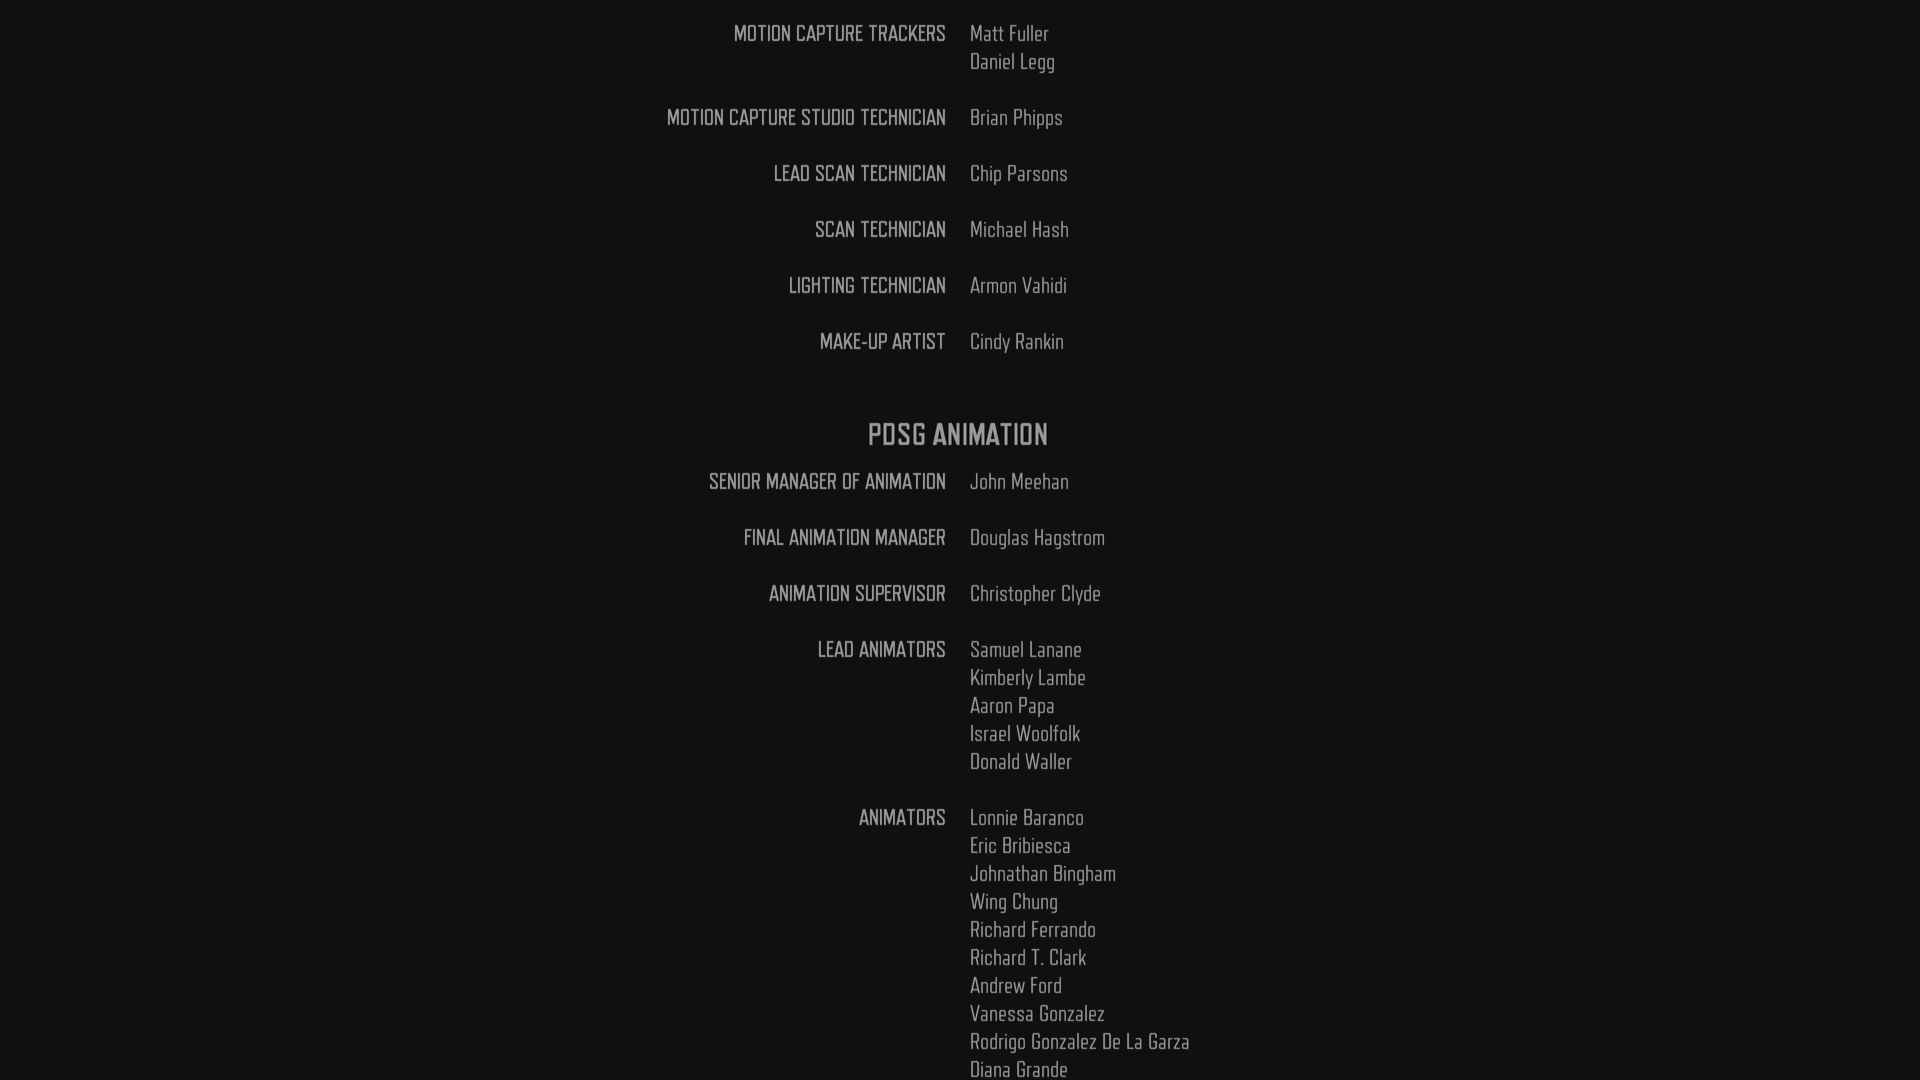 MOTION CAPTURE TRACKERS Matt Fuller
Daniel Legg
MOTION CAPTURE STUDIO TECHNICIAN Brian Phipps
LEAD SCAN TECHNICIAN Chip Parsons
SCAN TECHNICIAN Michael Hash
LIGHTING TECHNICIAN Armon Vahidi
MAKE-UP ARTIST Cindy Rankin
PDSG ANIMATION
SENIOR MANAGER OF ANIMATION John Meehan
FINAL ANIMATION MANAGER Douglas Hagstrom
ANIMATION SUPERVISOR Christopher Clyde
LEAD ANIMATORS Samuel Lanane
Kimberly Lambe
Aaron Papa
Israel Woolfolk
Donald Waller
ANIMATORS Lonnie Baranco
Eric Bribiesca
Johnathan Bingham
Wing Chung
Richard Ferrando
Richard T. Clark
Andrew Ford
Vanessa Gonzalez
Rodrigo Gonzalez De La Garza
Diana Grande